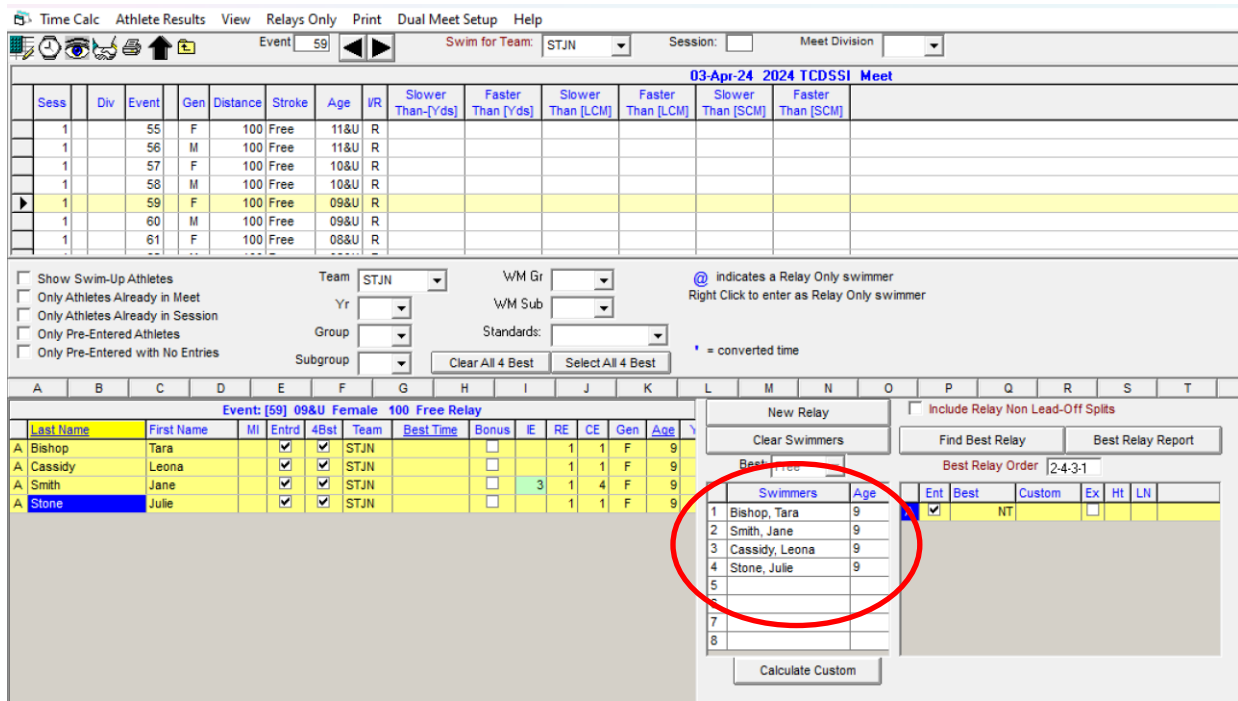 Time Calc Athlete Results View Relays Only Print Dual Meet Setup Help
Event 59 Swim for Team: STJN Session: Meet Division
03-Apr-24 2024 TCDSSI Meet
Sess Div Event Gen Distance Stroke Age I/R Slower Than-[Yds] Faster Than [Yds] Slower Than [LCM] Faster Than [LCM] Slower Than [SCM] Faster Than [SCM]
1 55 F 100 Free 11&U R
1 56 M 100 Free 11&U R
1 57 F 100 Free 10&U R
1 58 M 100 Free 10&U R
1 59 F 100 Free 09&U R
1 60 M 100 Free 09&U R
1 61 F 100 Free 08&U R
Show Swim-Up Athletes
Only Athletes Already in Meet
Only Athletes Already in Session
Only Pre-Entered Athletes
Only Pre-Entered with No Entries
Team STJN WM Gr
Yr WM Sub
Group Standards:
Subgroup Clear All 4 Best Select All 4 Best
@ indicates a Relay Only swimmer
Right Click to enter as Relay Only swimmer
' = converted time
A B C D E F G H I J K L M N O P Q R S T
Event: [59] 09&U Female 100 Free Relay
Last Name First Name MI Entrd 4Bst Team Best Time Bonus IE RE CE Gen Age Y
A Bishop Tara STJN 1 1 F 9
A Cassidy Leona STJN 1 1 F 9
A Smith Jane STJN 3 1 4 F 9
A Stone Julie STJN 1 1 F 9
New Relay
Clear Swimmers
Best: Free
Swimmers Age
1 Bishop, Tara 9
2 Smith, Jane 9
3 Cassidy, Leona 9
4 Stone, Julie 9
5
6
7
8
Calculate Custom
Include Relay Non Lead-Off Splits
Find Best Relay Best Relay Report
Best Relay Order 2-4-3-1
Ent Best Custom Ex Ht LN
NT